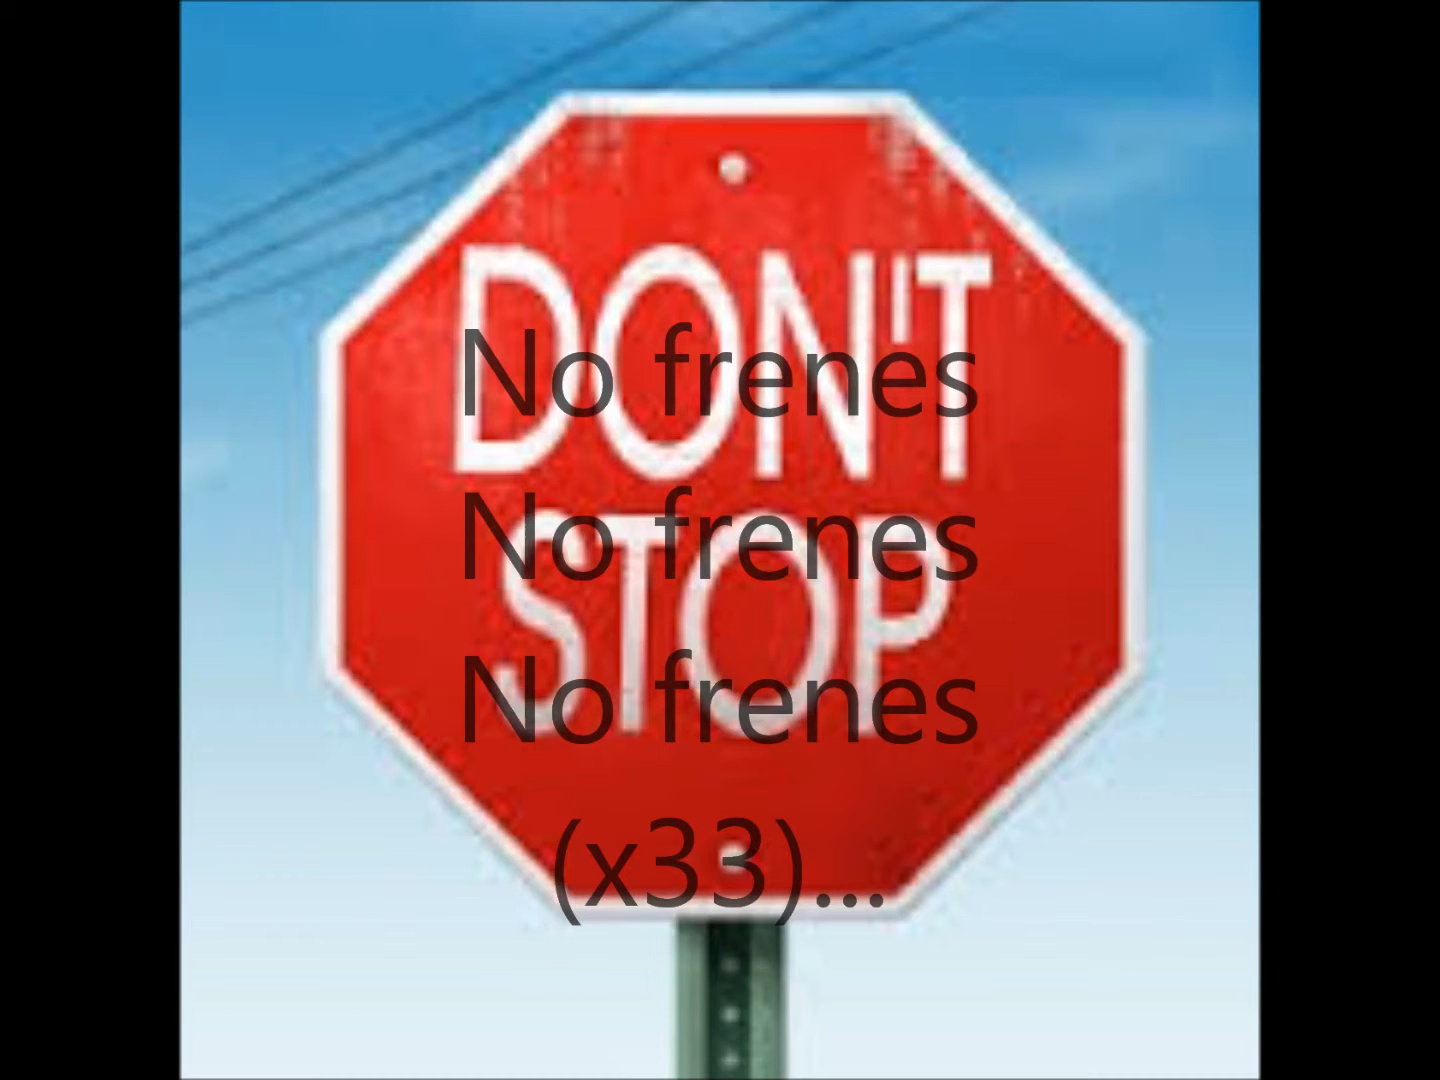 DON'T
STOP
No frenes
No frenes
No frenes
(x33)...